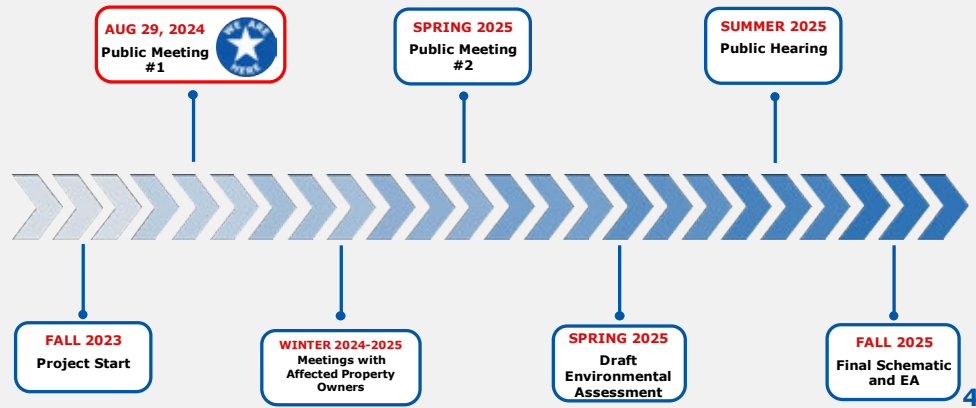 AUG 29, 2024
Public Meeting
#1
WE ARE
HERE
SPRING 2025
Public Meeting
#2
SUMMER 2025
Public Hearing
FALL 2023
Project Start
WINTER 2024-2025
Meetings with
Affected Property
Owners
SPRING 2025
Draft
Environmental
Assessment
FALL 2025
Final Schematic
and EA
4